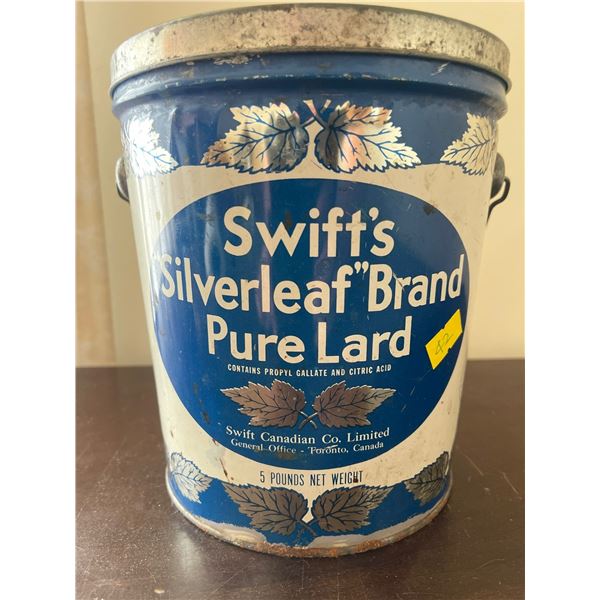 Swift's
"Silverleaf" Brand
Pure Lard
CONTAINS PROPYL GALLATE AND CITRIC ACID
42
Swift Canadian Co. Limited
General Office - Toronto, Canada
5 POUNDS NET WEIGHT